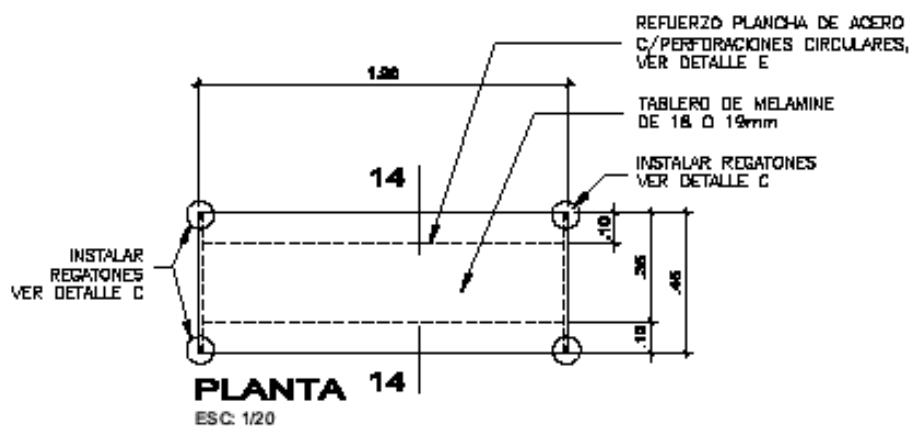 REFUERZO PLANCHA DE ACERO
C/PERFORACIONES CIRCULARES,
VER DETALLE E
TABLERO DE MELAMINE
DE 18 O 19mm
INSTALAR REGATONES
VER DETALLE C
14
.10
.45
.10
INSTALAR
REGATONES
VER DETALLE C
PLANTA
14
ESC: 1/20